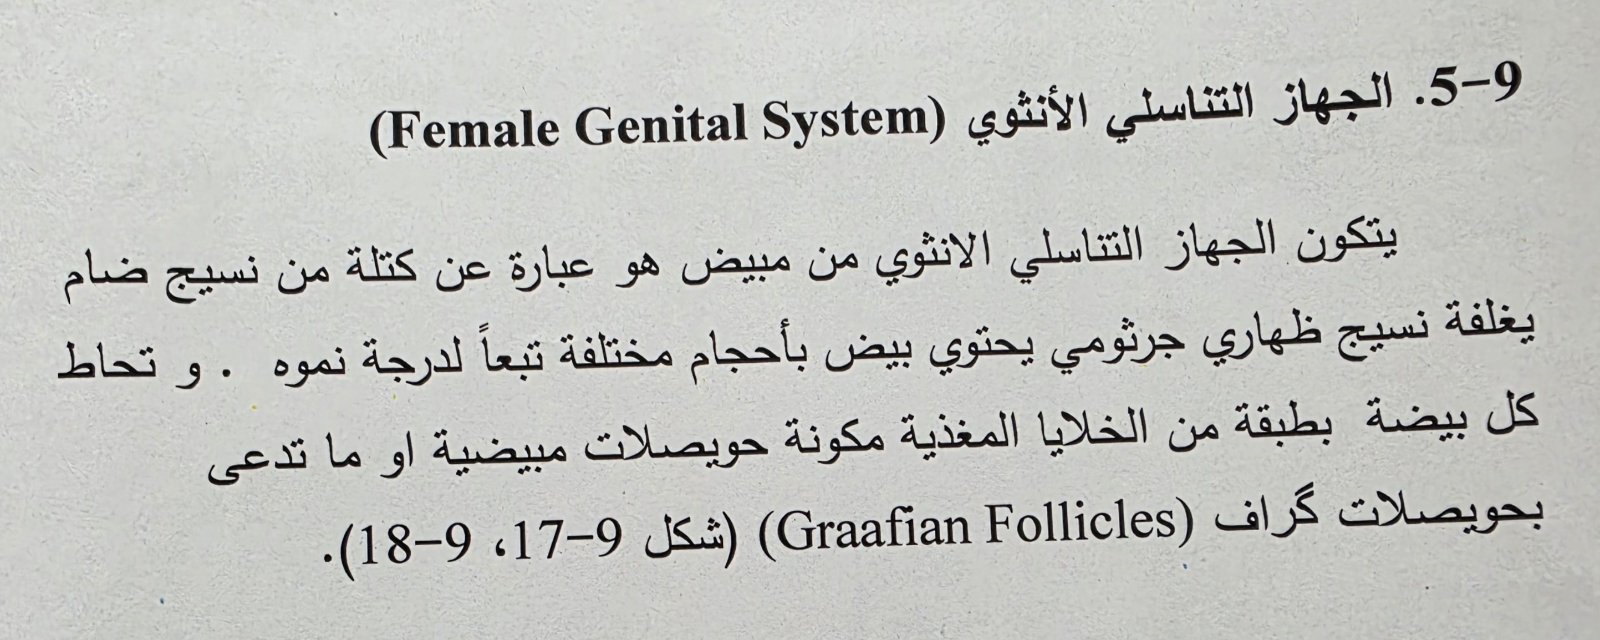 5-9. الجهاز التناسلي الأنثوي (Female Genital System)
يتكون الجهاز التناسلي الانثوي من مبيض هو عبارة عن كتلة من نسيج ضام
يغلفة نسيج ظهاري جرثومي يحتوي بيض بأحجام مختلفة تبعاً لدرجة نموه . و تحاط
كل بيضة بطبقة من الخلايا المغذية مكونة حويصلات مبيضية او ما تدعى
بحويصلات گراف (Graafian Follicles) (شكل 9-17، 9-18).